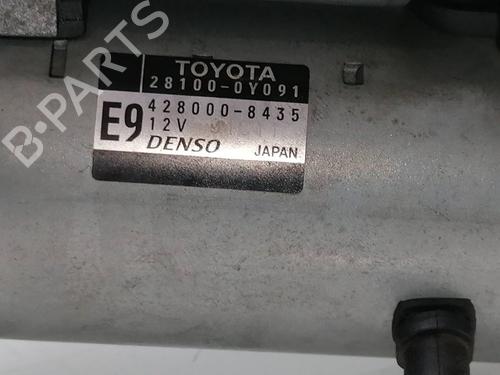 TOYOTA
28100-0Y091
E9
428000-8435
12V
DENSO JAPAN
B-PARTS